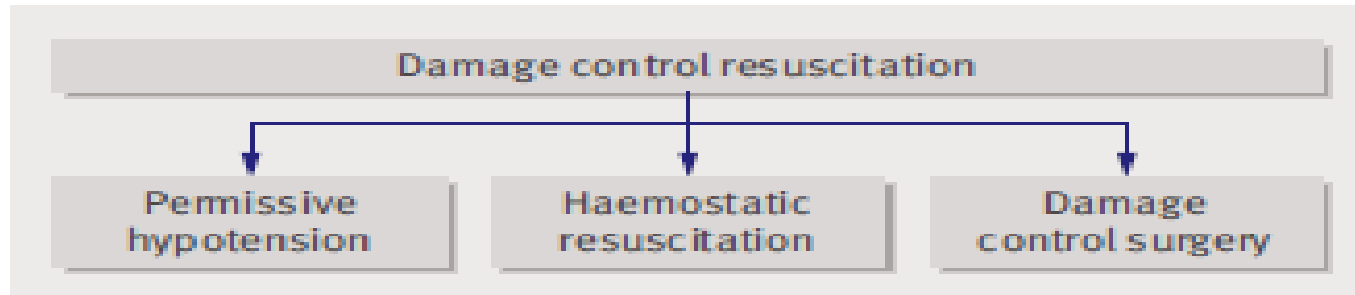 Damage control resuscitation
Permissive
hypotension
Haemostatic
resuscitation
Damage
control surgery